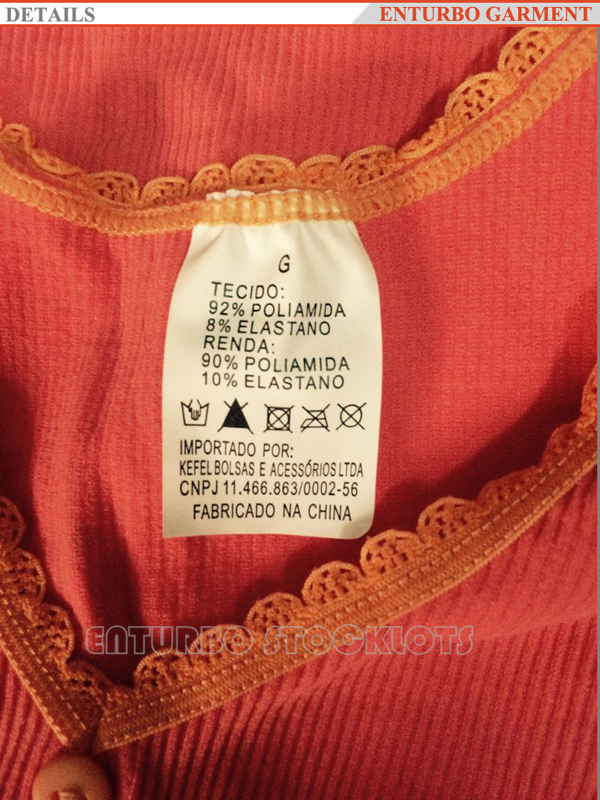 DETAILS
ENTURBO GARMENT
G
TECIDO:
92% POLIAMIDA
8% ELASTANO
RENDA:
90% POLIAMIDA
10% ELASTANO
IMPORTADO POR:
KEFEL BOLSAS E ACESSÓRIOS LTDA
CNPJ 11.466.863/0002-56
FABRICADO NA CHINA
ENTURBO STOCKLOTS